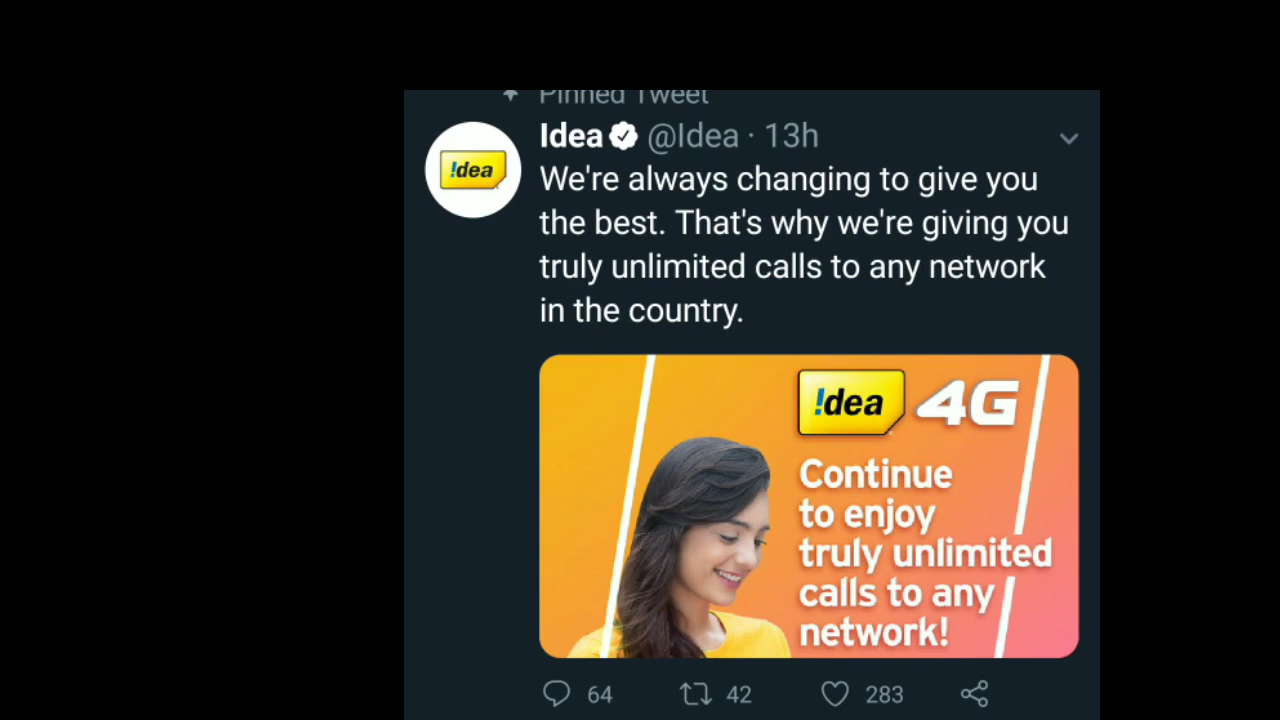 Pinned Tweet
Idea @Idea · 13h
!dea
We're always changing to give you
the best. That's why we're giving you
truly unlimited calls to any network
in the country.
!dea 4G
Continue
to enjoy
truly unlimited
calls to any
network!
64 42 283